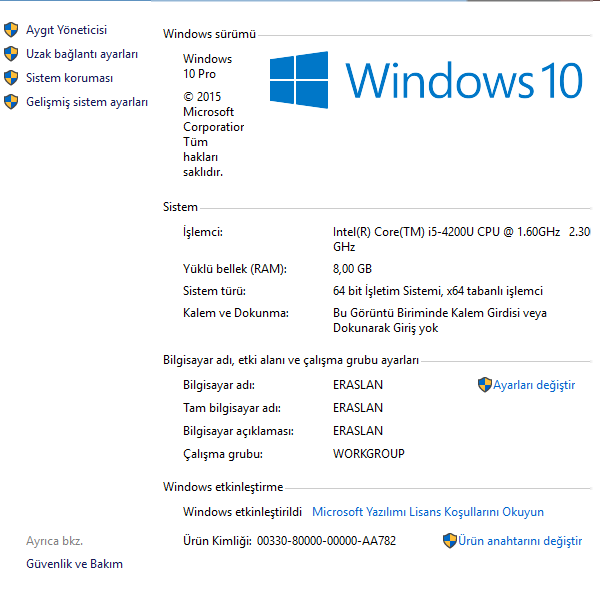 Aygıt Yöneticisi
Uzak bağlantı ayarları
Sistem koruması
Gelişmiş sistem ayarları
Windows sürümü
Windows
10 Pro
© 2015
Microsoft
Corporation
Tüm
hakları
saklıdır.
Windows 10
Sistem
İşlemci: Intel(R) Core(TM) i5-4200U CPU @ 1.60GHz 2.30
GHz
Yüklü bellek (RAM): 8,00 GB
Sistem türü: 64 bit İşletim Sistemi, x64 tabanlı işlemci
Kalem ve Dokunma: Bu Görüntü Biriminde Kalem Girdisi veya
Dokunarak Giriş yok
Bilgisayar adı, etki alanı ve çalışma grubu ayarları
Bilgisayar adı: ERASLAN Ayarları değiştir
Tam bilgisayar adı: ERASLAN
Bilgisayar açıklaması: ERASLAN
Çalışma grubu: WORKGROUP
Windows etkinleştirme
Windows etkinleştirildi Microsoft Yazılımı Lisans Koşullarını Okuyun
Ürün Kimliği: 00330-80000-00000-AA782 Ürün anahtarını değiştir
Ayrıca bkz.
Güvenlik ve Bakım